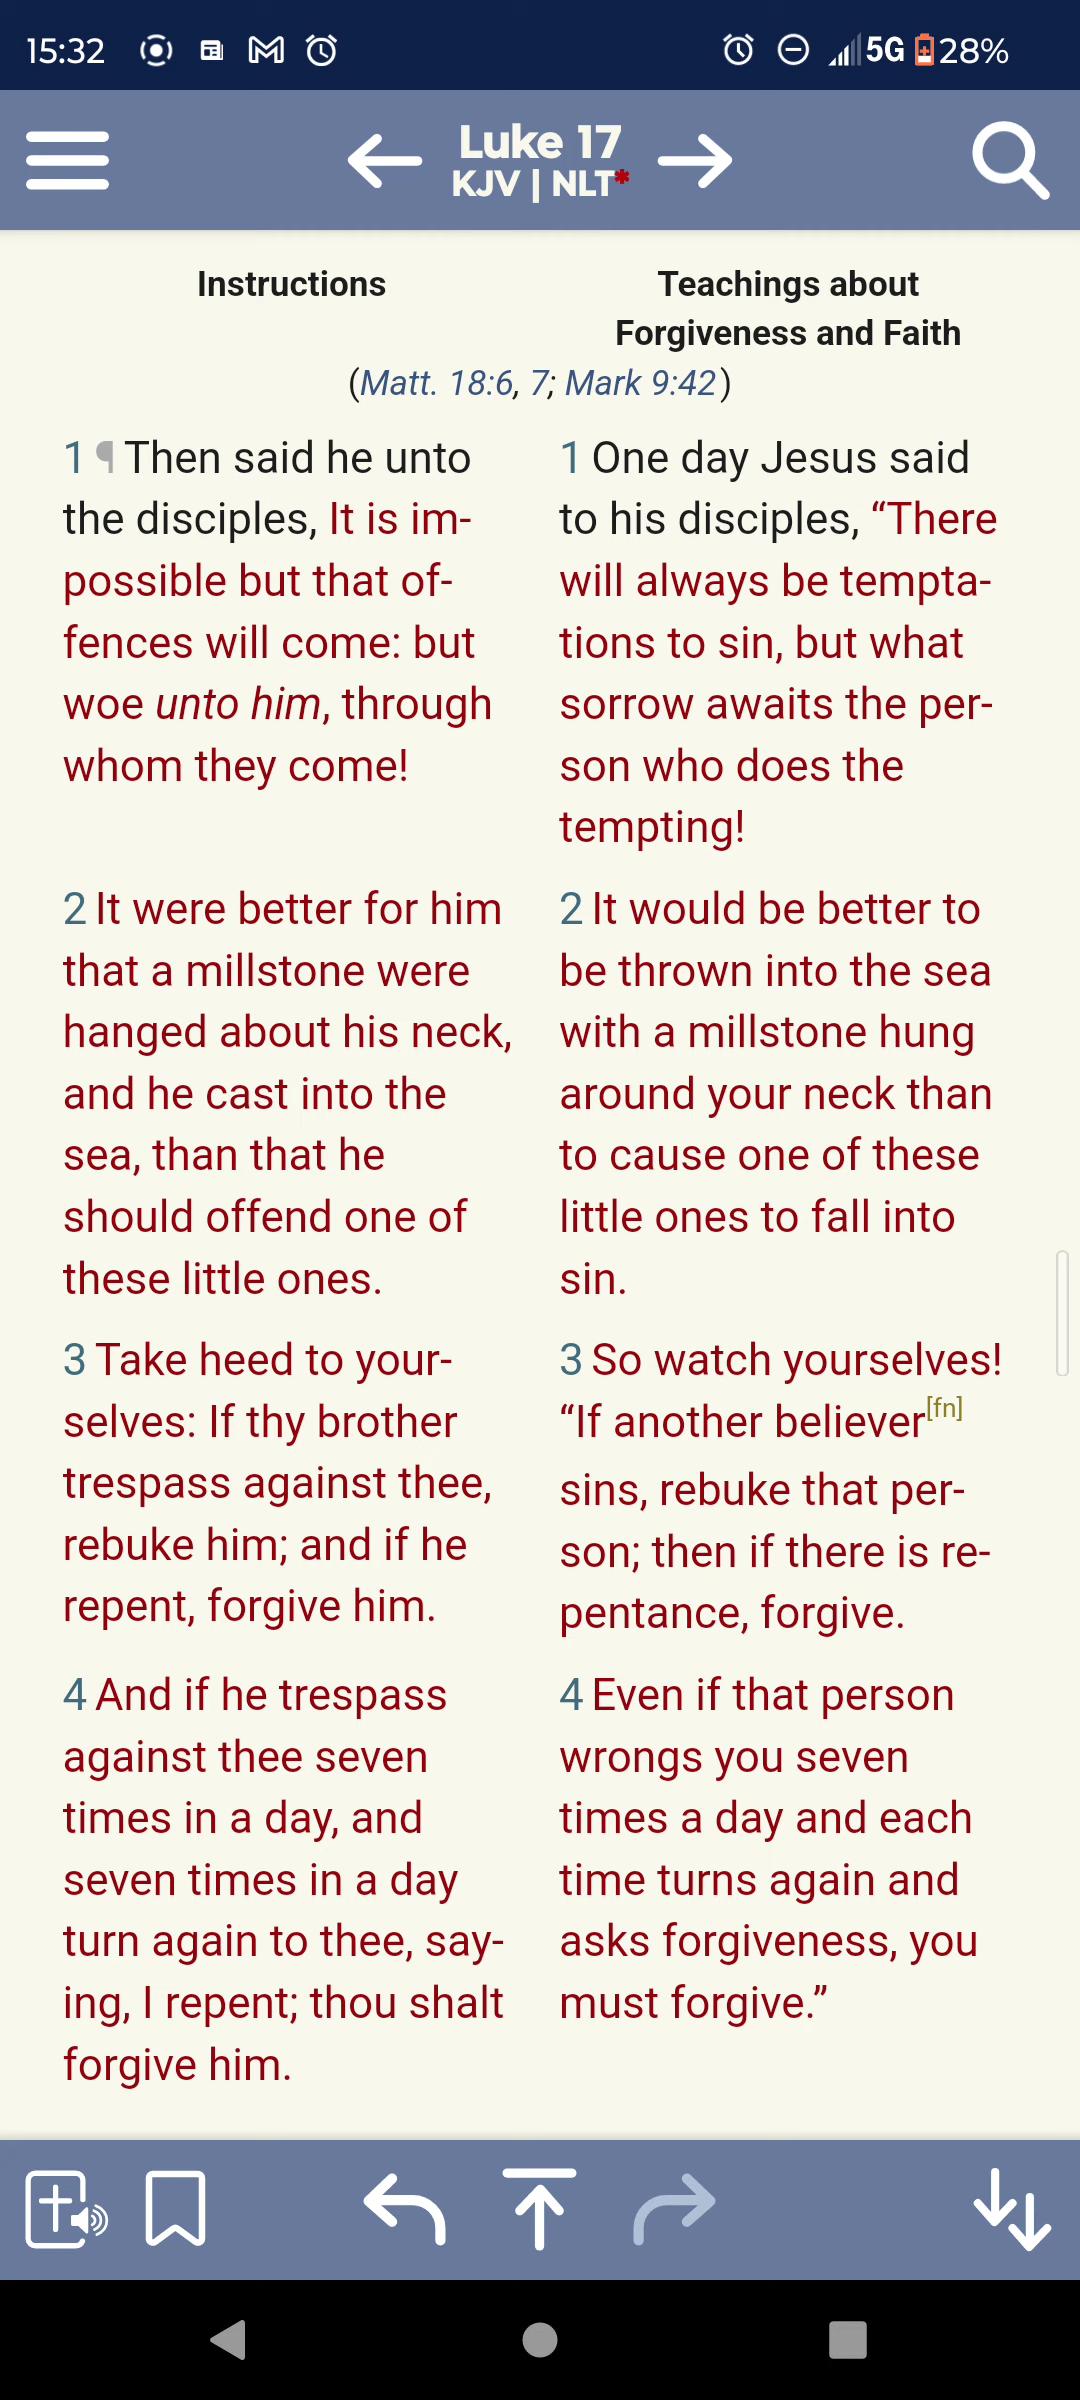 15:32
5G 28%
Luke 17
KJV | NLT*
Instructions
Teachings about
Forgiveness and Faith
(Matt. 18:6, 7; Mark 9:42)
1 ¶ Then said he unto
the disciples, It is im-
possible but that of-
fences will come: but
woe unto him, through
whom they come!
1 One day Jesus said
to his disciples, “There
will always be tempta-
tions to sin, but what
sorrow awaits the per-
son who does the
tempting!
2 It were better for him
that a millstone were
hanged about his neck,
and he cast into the
sea, than that he
should offend one of
these little ones.
2 It would be better to
be thrown into the sea
with a millstone hung
around your neck than
to cause one of these
little ones to fall into
sin.
3 Take heed to your-
selves: If thy brother
trespass against thee,
rebuke him; and if he
repent, forgive him.
3 So watch yourselves!
“If another believer[fn]
sins, rebuke that per-
son; then if there is re-
pentance, forgive.
4 And if he trespass
against thee seven
times in a day, and
seven times in a day
turn again to thee, say-
ing, I repent; thou shalt
forgive him.
4 Even if that person
wrongs you seven
times a day and each
time turns again and
asks forgiveness, you
must forgive.”